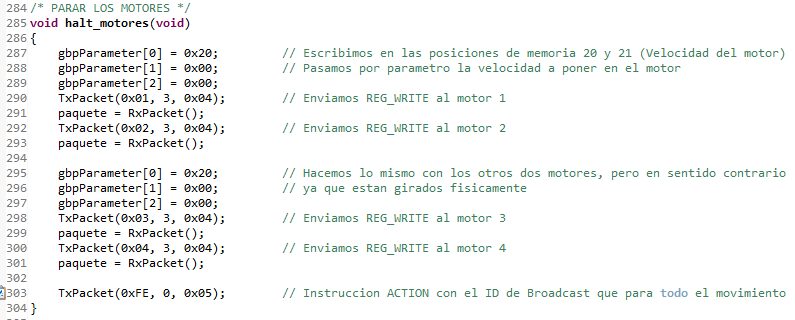 284 /* PARAR LOS MOTORES */
285 void halt_motores(void)
286 {
287 gbpParameter[0] = 0x20; // Escribimos en las posiciones de memoria 20 y 21 (Velocidad del motor)
288 gbpParameter[1] = 0x00; // Pasamos por parametro la velocidad a poner en el motor
289 gbpParameter[2] = 0x00;
290 TxPacket(0x01, 3, 0x04); // Enviamos REG_WRITE al motor 1
291 paquete = RxPacket();
292 TxPacket(0x02, 3, 0x04); // Enviamos REG_WRITE al motor 2
293 paquete = RxPacket();
294
295 gbpParameter[0] = 0x20; // Hacemos lo mismo con los otros dos motores, pero en sentido contrario
296 gbpParameter[1] = 0x00; // ya que estan girados fisicamente
297 gbpParameter[2] = 0x00;
298 TxPacket(0x03, 3, 0x04); // Enviamos REG_WRITE al motor 3
299 paquete = RxPacket();
300 TxPacket(0x04, 3, 0x04); // Enviamos REG_WRITE al motor 4
301 paquete = RxPacket();
302
303 TxPacket(0xFE, 0, 0x05); // Instruccion ACTION con el ID de Broadcast que para todo el movimiento
304 }